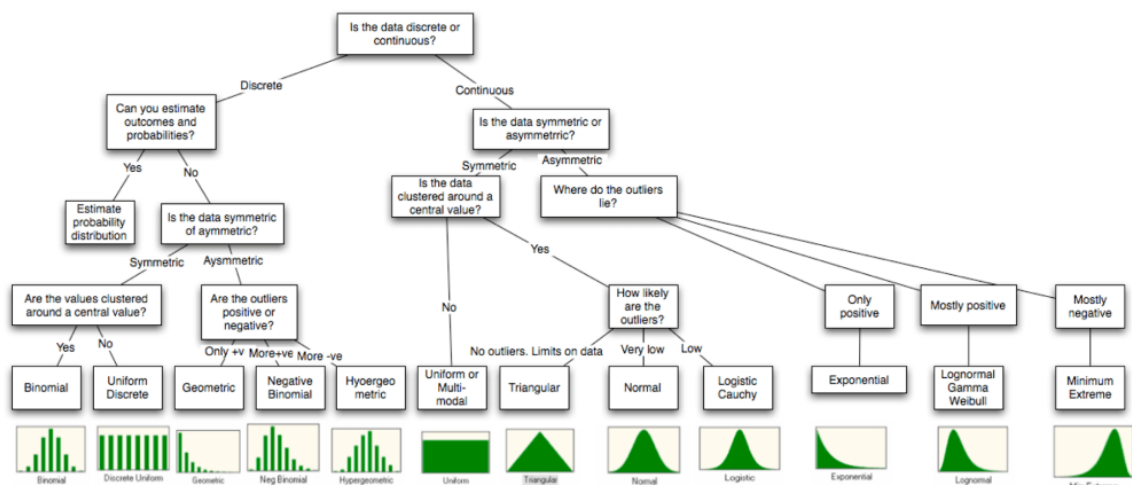 Is the data discrete or
continuous?
Discrete
Continuous
Can you estimate
outcomes and
probabilities?
Is the data symmetric or
asymmetrric?
Yes
No
Symmetric
Asymmetric
Estimate
probability
distribution
Is the data symmetric
of aymmetric?
Is the data
clustered around a
central value?
Where do the outliers
lie?
Symmetric
Aysmmetric
No
Yes
Are the values clustered
around a central value?
Are the outliers
positive or
negative?
How likely
are the
outliers?
Only
positive
Mostly positive
Mostly
negative
Yes
No
Only +v
More+ve
More -ve
No outliers. Limits on data
Very low
Low
Binomial
Uniform
Discrete
Geometric
Negative
Binomial
Hyoergeo
metric
Uniform or
Multi-
modal
Triangular
Normal
Logistic
Cauchy
Exponential
Lognormal
Gamma
Weibull
Minimum
Extreme
Binomial
Discrete Uniform
Geometric
Neg Binomial
Hypergeometric
Uniform
Triangular
Normal
Logistic
Exponential
Lognormal